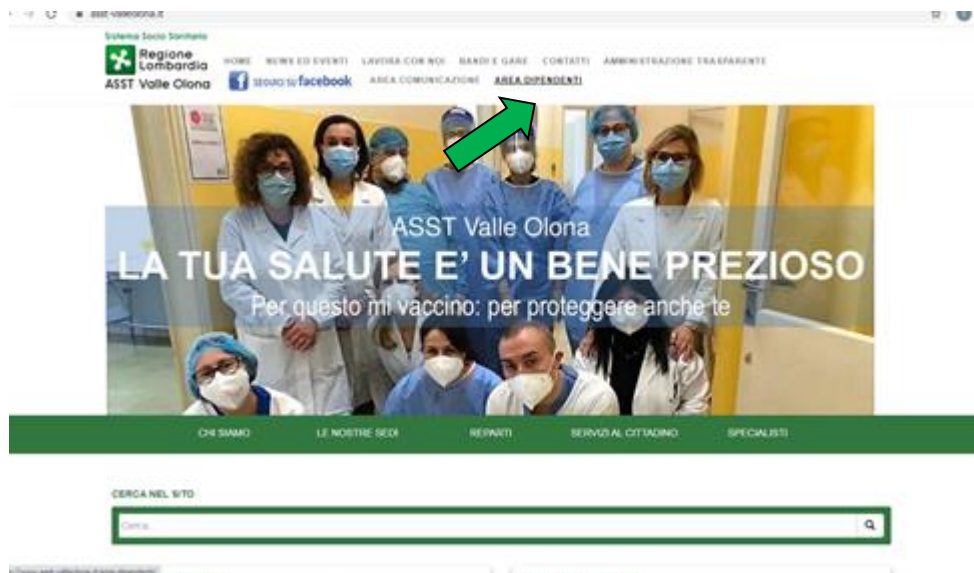 asst-valleolona.it
Sistema Socio Sanitario
Regione
Lombardia
ASST Valle Olona
HOME NEWS ED EVENTI LAVORA CON NOI BANDI E GARE CONTATTI AMMINISTRAZIONE TRASPARENTE
SEGUICI SU facebook AREA COMUNICAZIONE AREA DIPENDENTI
ASST Valle Olona
LA TUA SALUTE E' UN BENE PREZIOSO
Per questo mi vaccino: per proteggere anche te
CHI SIAMO LE NOSTRE SEDI REPARTI SERVIZI AL CITTADINO SPECIALISTI
CERCA NEL SITO
Cerca...